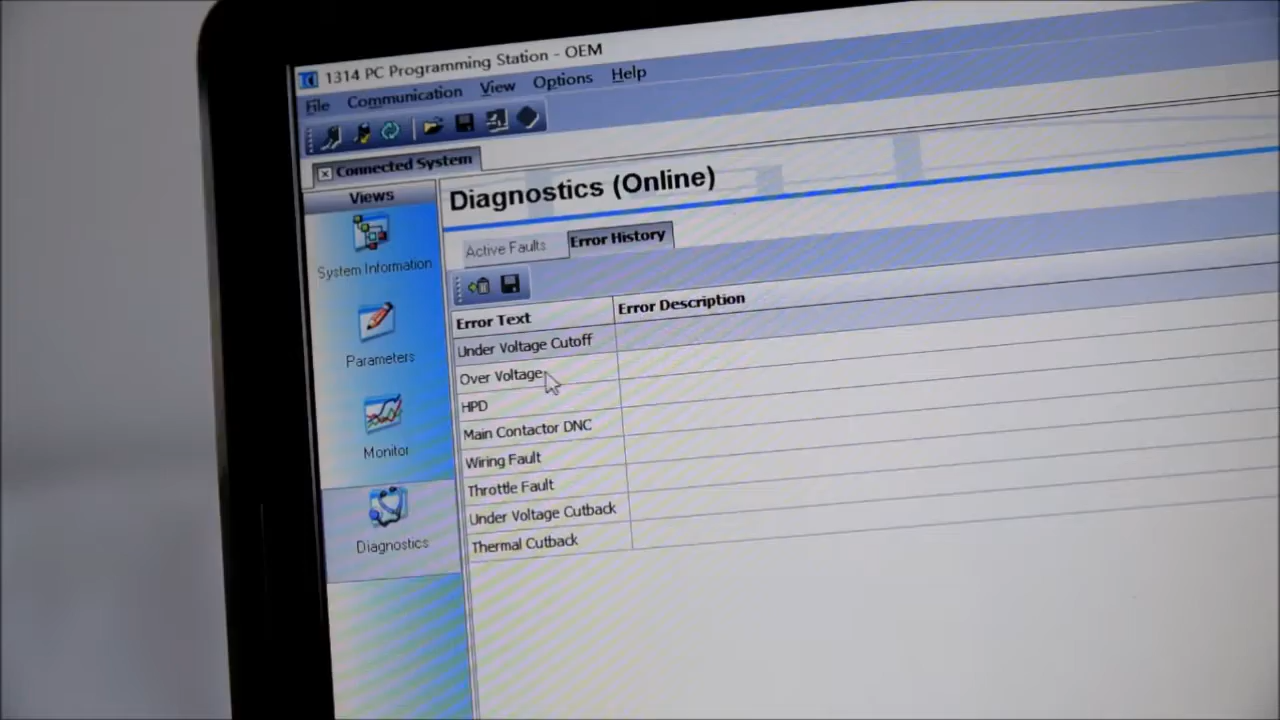 1314 PC Programming Station - OEM
File Communication View Options Help
Connected System
Views
Diagnostics (Online)
System Information
Parameters
Monitor
Diagnostics
Active Faults Error History
Error Text Error Description
Under Voltage Cutoff
Over Voltage
HPD
Main Contactor DNC
Wiring Fault
Throttle Fault
Under Voltage Cutback
Thermal Cutback